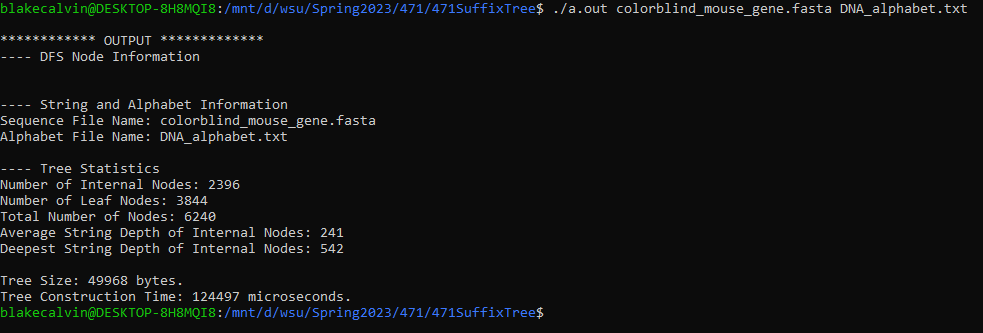 blakecalvin@DESKTOP-8H8MQI8:/mnt/d/wsu/Spring2023/471/471SuffixTree$ ./a.out colorblind_mouse_gene.fasta DNA_alphabet.txt
************ OUTPUT *************
---- DFS Node Information
---- String and Alphabet Information
Sequence File Name: colorblind_mouse_gene.fasta
Alphabet File Name: DNA_alphabet.txt
---- Tree Statistics
Number of Internal Nodes: 2396
Number of Leaf Nodes: 3844
Total Number of Nodes: 6240
Average String Depth of Internal Nodes: 241
Deepest String Depth of Internal Nodes: 542
Tree Size: 49968 bytes.
Tree Construction Time: 124497 microseconds.
blakecalvin@DESKTOP-8H8MQI8:/mnt/d/wsu/Spring2023/471/471SuffixTree$